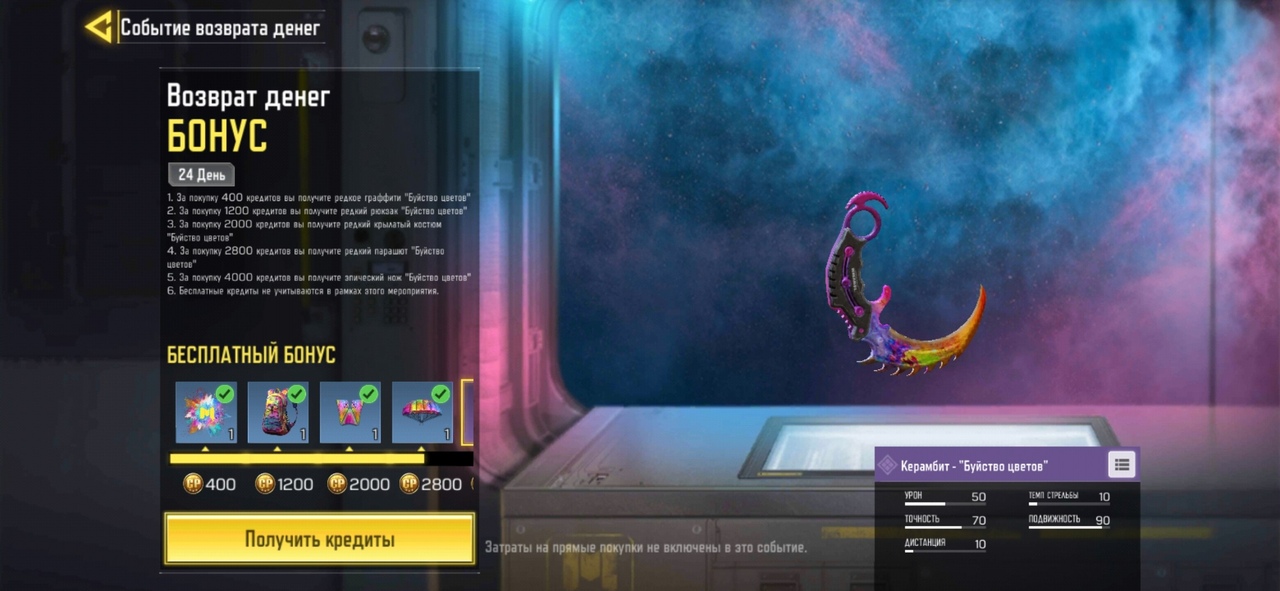 Событие возврата денег
Возврат денег
БОНУС
24 День
1. За покупку 400 кредитов вы получите редкое граффити "Буйство цветов"
2. За покупку 1200 кредитов вы получите редкий рюкзак "Буйство цветов"
3. За покупку 2000 кредитов вы получите редкий крылатый костюм
"Буйство цветов"
4. За покупку 2800 кредитов вы получите редкий парашют "Буйство
цветов"
5. За покупку 4000 кредитов вы получите эпический нож "Буйство цветов"
6. Бесплатные кредиты не учитываются в рамках этого мероприятия.
БЕСПЛАТНЫЙ БОНУС
1 1 1 1
CP 400 CP 1200 CP 2000 CP 2800
Получить кредиты
Затраты на прямые покупки не включены в это событие.
Керамбит - "Буйство цветов"
УРОН 50 ТЕМП СТРЕЛЬБЫ 10
ТОЧНОСТЬ 70 ПОДВИЖНОСТЬ 90
ДИСТАНЦИЯ 10